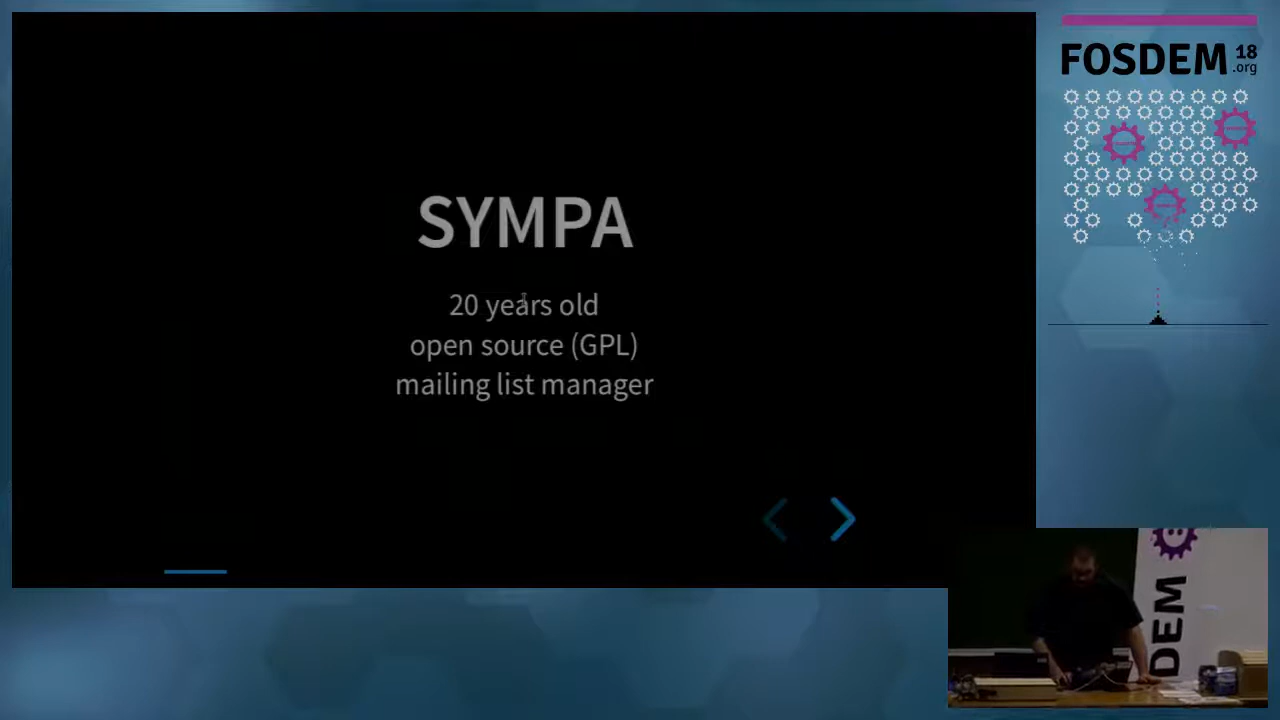 SYMPA
20 years old
open source (GPL)
mailing list manager
FOSDEM 18
.org
DEM